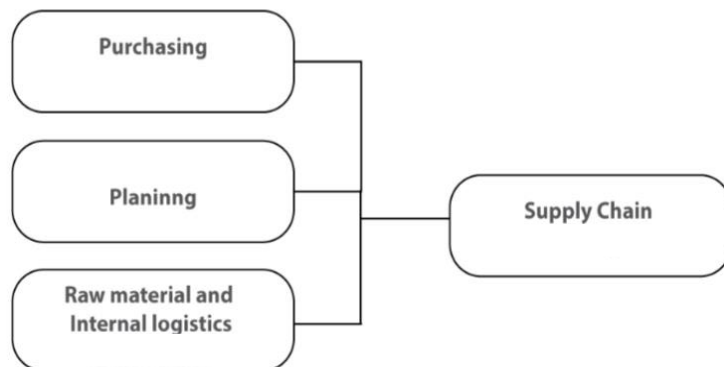 Purchasing
Planinng
Raw material and
Internal logistics
Supply Chain